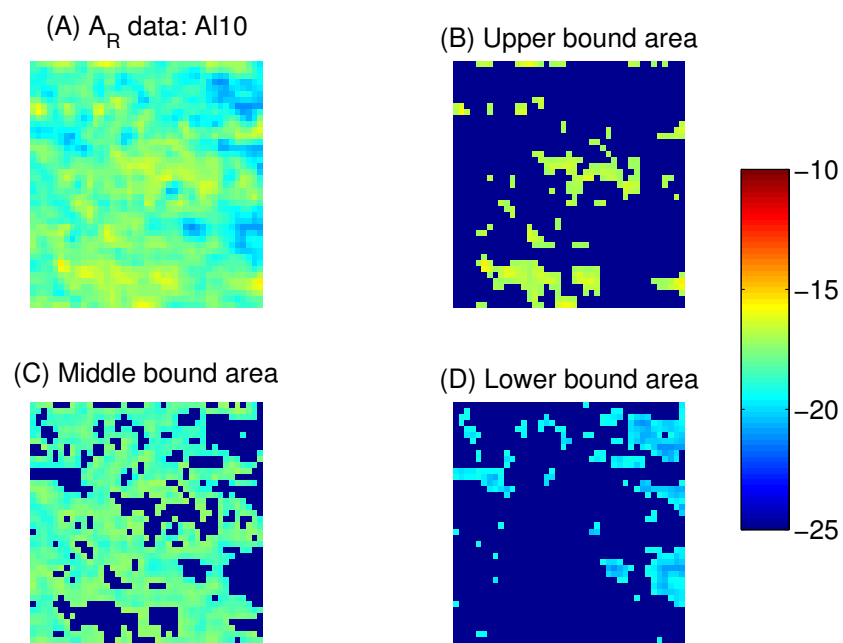 (A) A_R data: Al10
(B) Upper bound area
(C) Middle bound area
(D) Lower bound area
−10
−15
−20
−25